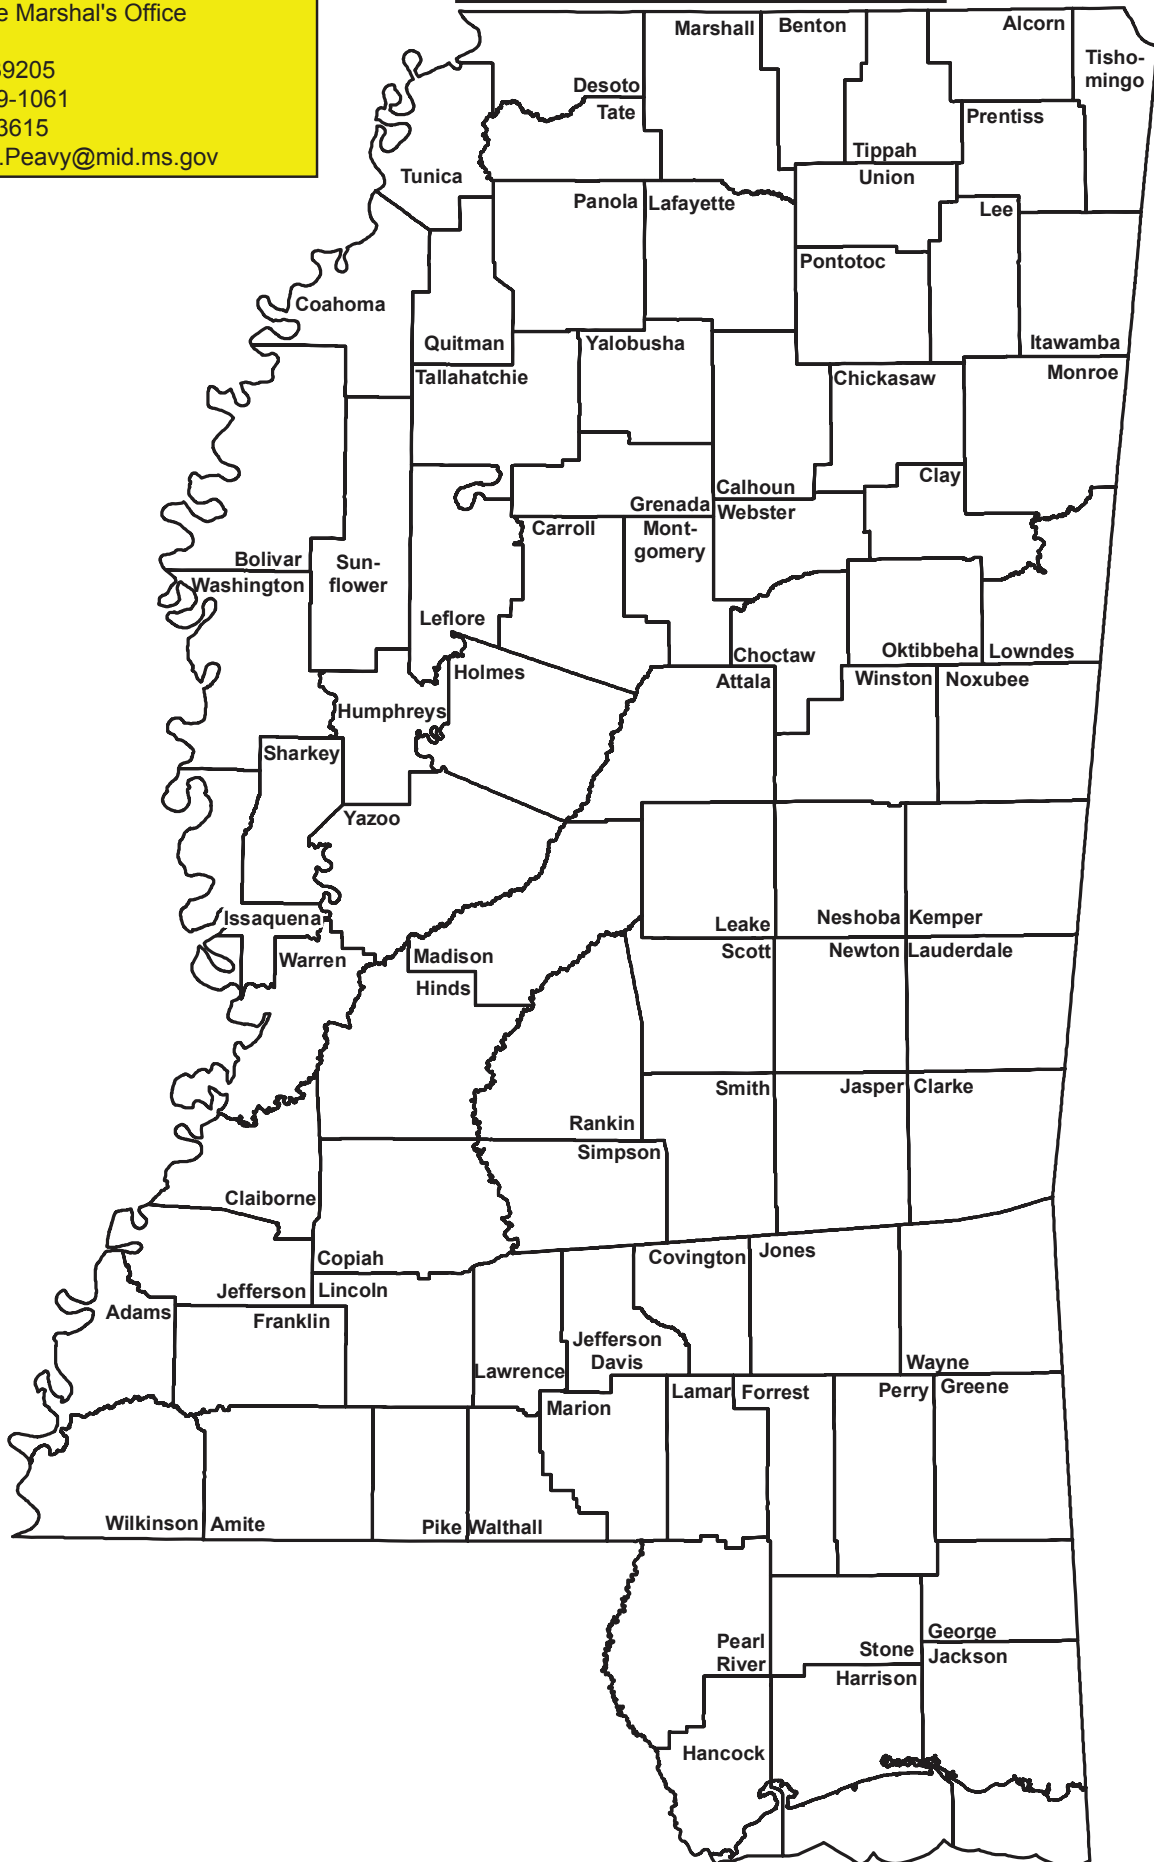 e Marshal's Office
39205
9-1061
3615
.Peavy@mid.ms.gov
Marshall
Benton
Alcorn
Tisho-
mingo
Desoto
Tate
Prentiss
Tippah
Union
Tunica
Panola
Lafayette
Lee
Pontotoc
Coahoma
Quitman
Yalobusha
Itawamba
Tallahatchie
Chickasaw
Monroe
Clay
Calhoun
Grenada
Webster
Carroll
Mont-
gomery
Bolivar
Sun-
flower
Washington
Leflore
Choctaw
Oktibbeha
Lowndes
Holmes
Attala
Winston
Noxubee
Humphreys
Sharkey
Yazoo
Issaquena
Leake
Neshoba
Kemper
Warren
Madison
Scott
Newton
Lauderdale
Hinds
Smith
Jasper
Clarke
Rankin
Simpson
Claiborne
Copiah
Covington
Jones
Jefferson
Lincoln
Adams
Franklin
Jefferson
Davis
Lawrence
Wayne
Lamar
Forrest
Perry
Greene
Marion
Wilkinson
Amite
Pike
Walthall
Pearl
River
Stone
George
Jackson
Harrison
Hancock